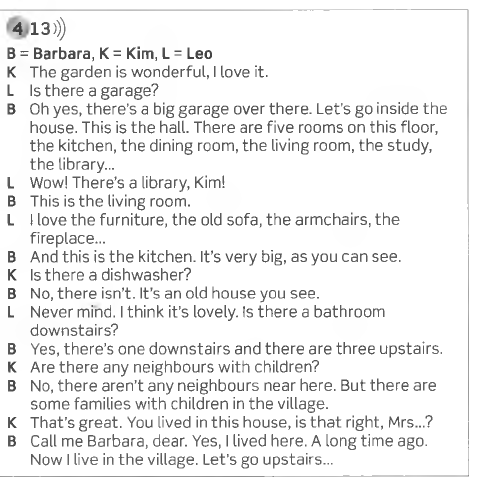 4 13)))
B = Barbara, K = Kim, L = Leo
K The garden is wonderful, I love it.
L Is there a garage?
B Oh yes, there's a big garage over there. Let's go inside the
house. This is the hall. There are five rooms on this floor,
the kitchen, the dining room, the living room, the study,
the library...
L Wow! There's a library, Kim!
B This is the living room.
L I love the furniture, the old sofa, the armchairs, the
fireplace...
B And this is the kitchen. It's very big, as you can see.
K Is there a dishwasher?
B No, there isn't. It's an old house you see.
L Never mind. I think it's lovely. Is there a bathroom
downstairs?
B Yes, there's one downstairs and there are three upstairs.
K Are there any neighbours with children?
B No, there aren't any neighbours near here. But there are
some families with children in the village.
K That's great. You lived in this house, is that right, Mrs...?
B Call me Barbara, dear. Yes, I lived here. A long time ago.
Now I live in the village. Let's go upstairs...